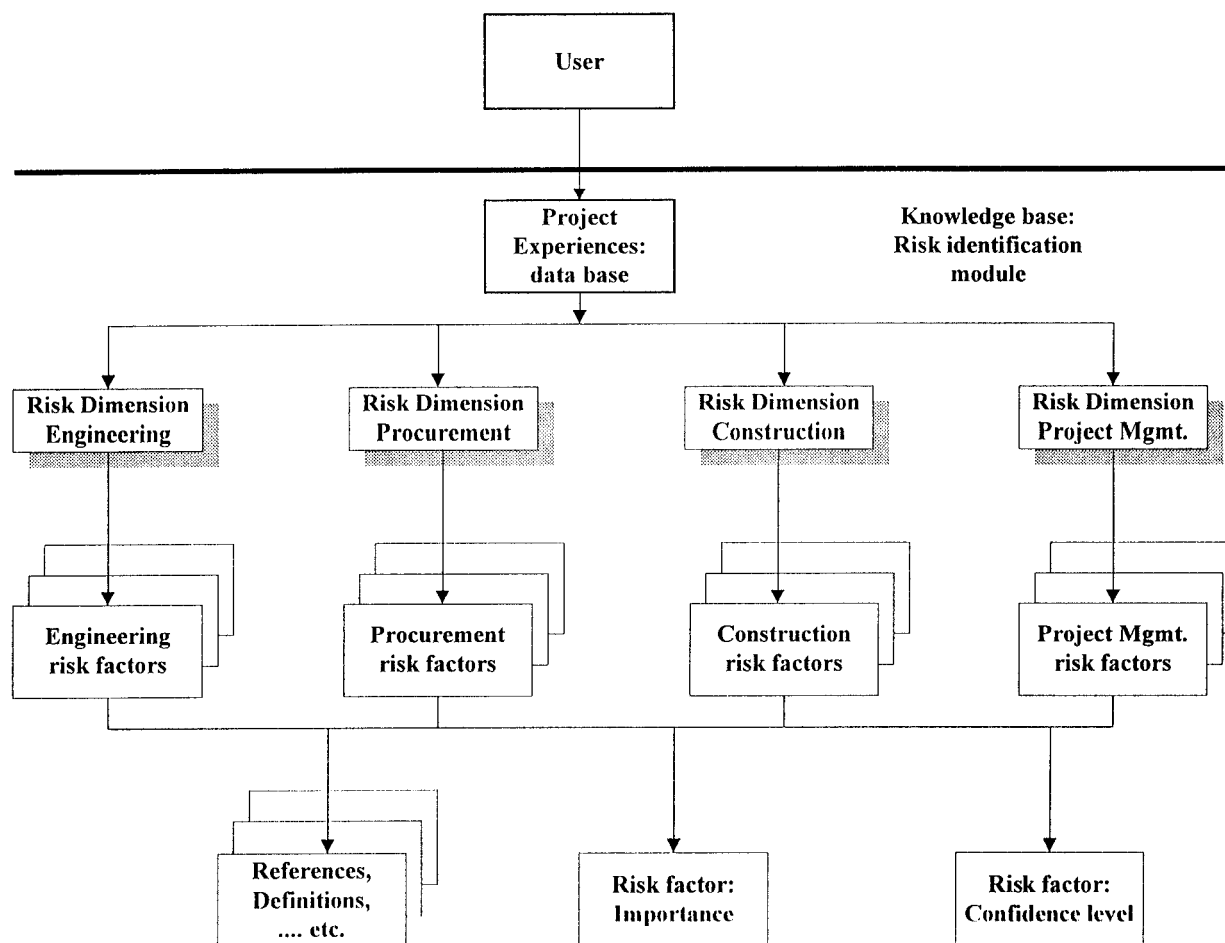 User
Project
Experiences:
data base
Knowledge base:
Risk identification
module
Risk Dimension
Engineering
Risk Dimension
Procurement
Risk Dimension
Construction
Risk Dimension
Project Mgmt.
Engineering
risk factors
Procurement
risk factors
Construction
risk factors
Project Mgmt.
risk factors
References,
Definitions,
.... etc.
Risk factor:
Importance
Risk factor:
Confidence level